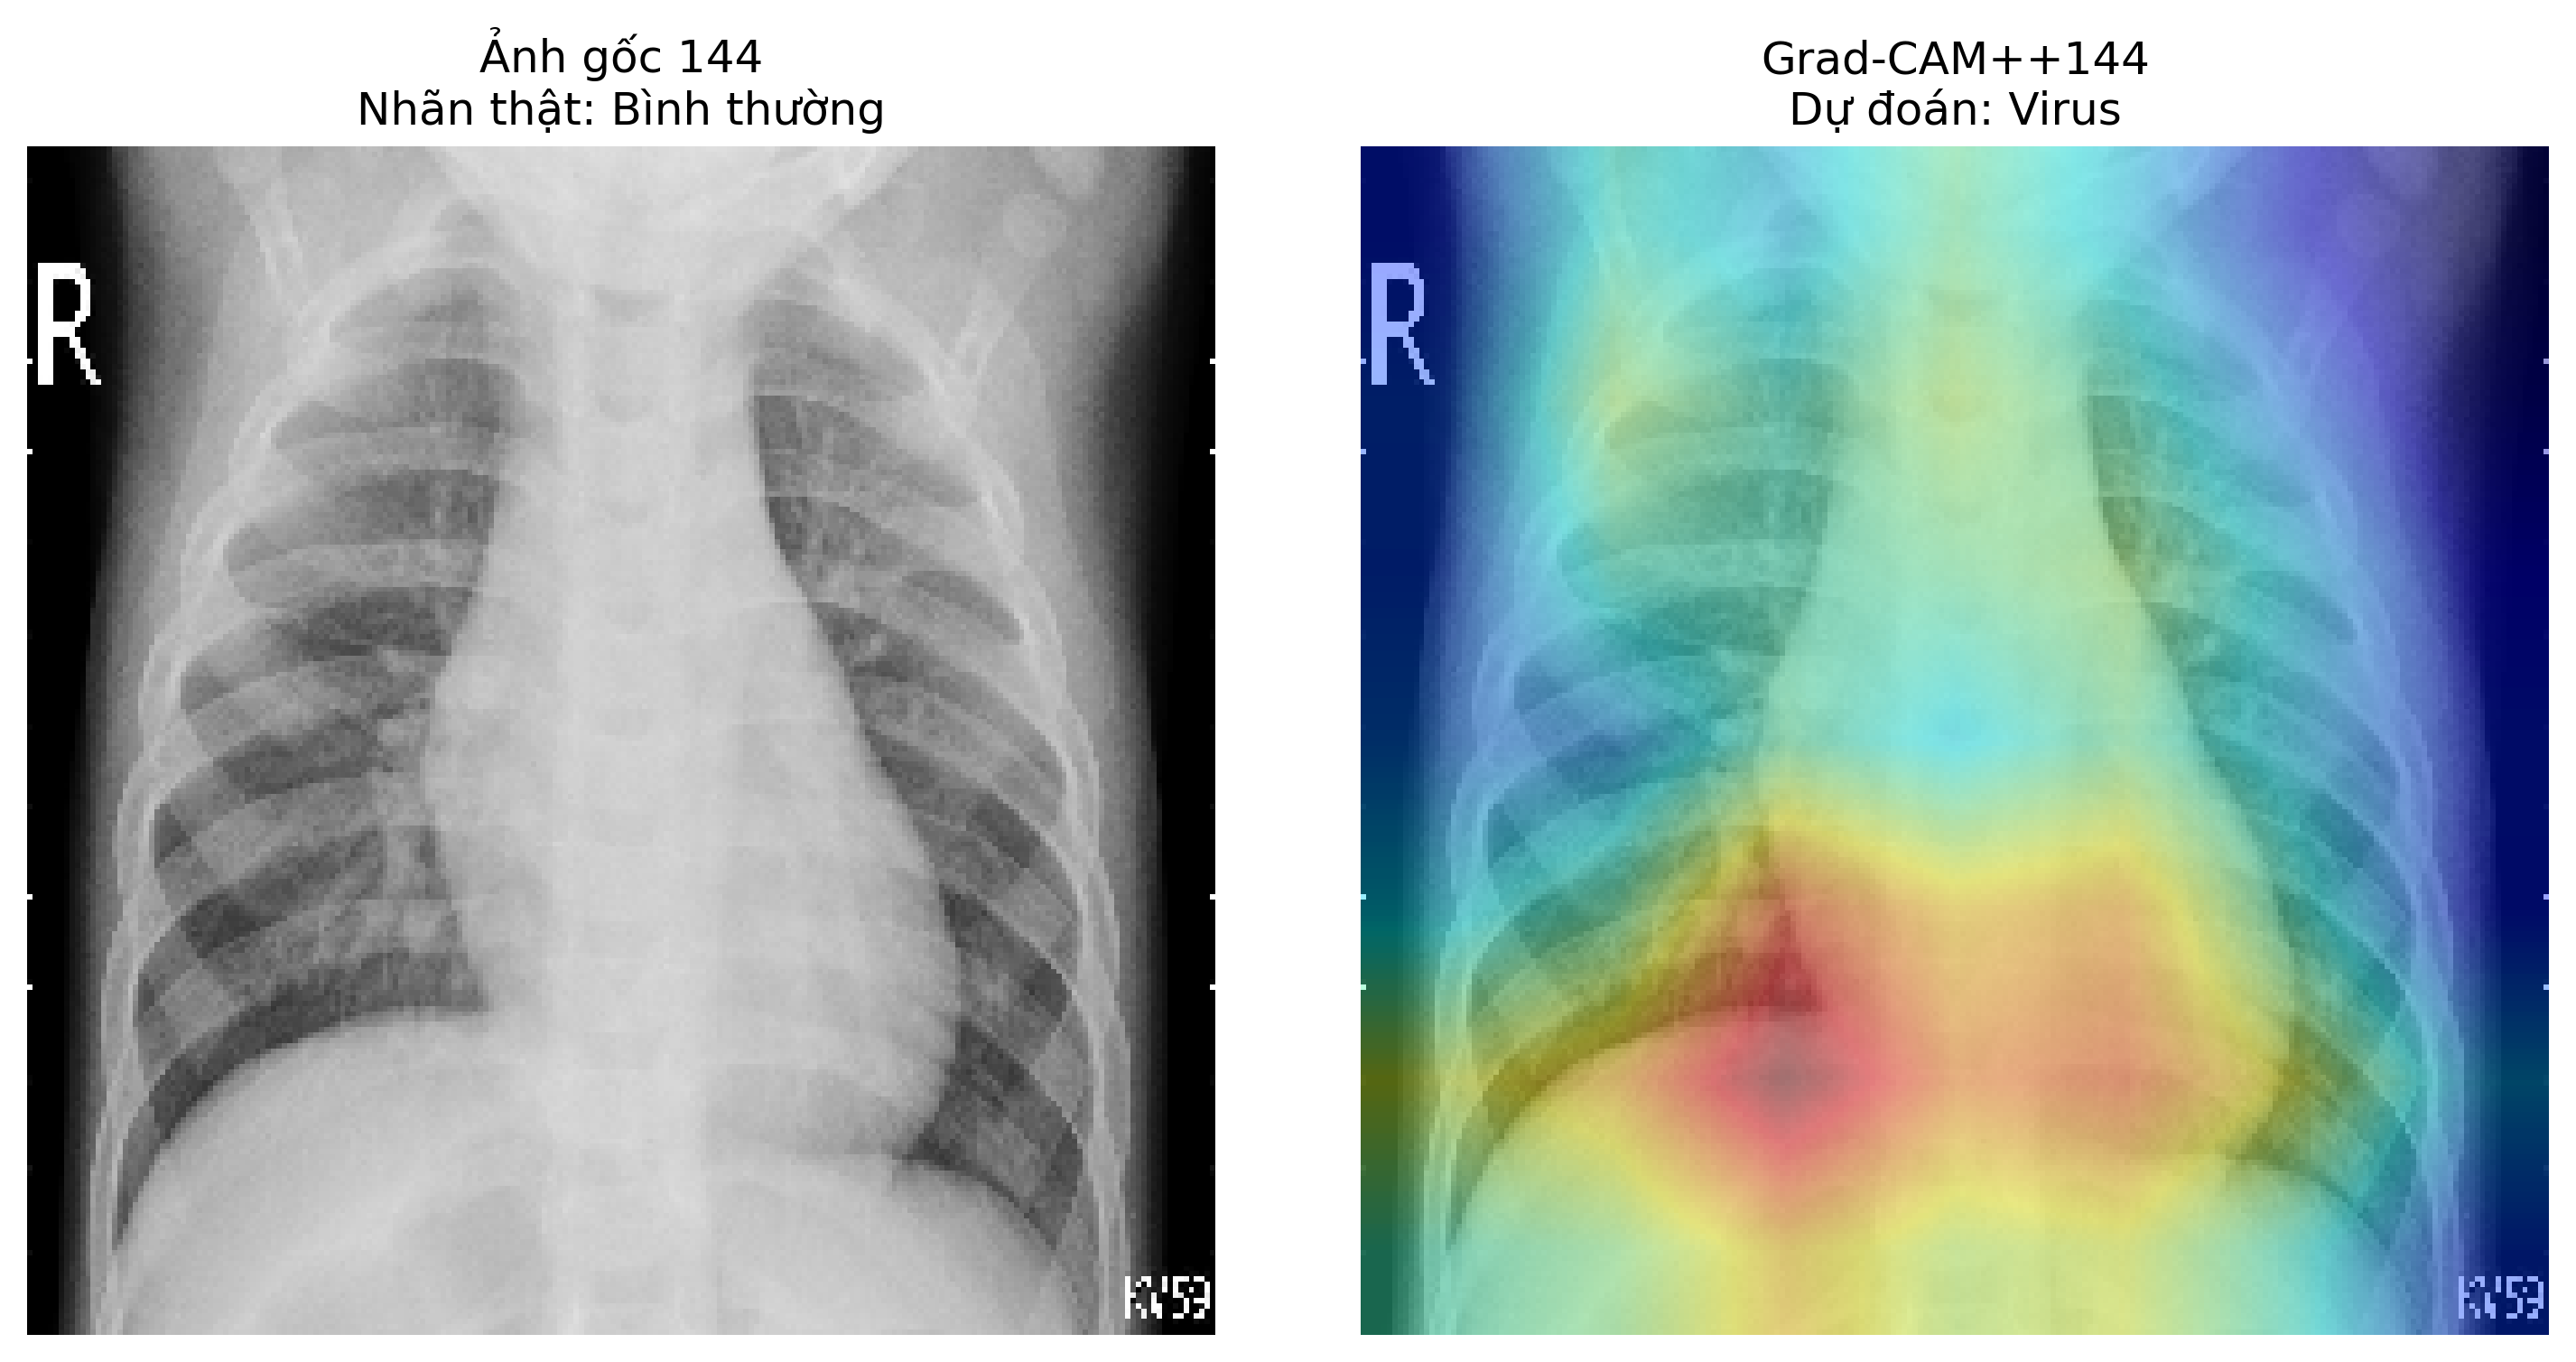 Ảnh gốc 144
Nhãn thật: Bình thường
Grad-CAM++144
Dự đoán: Virus
R
R